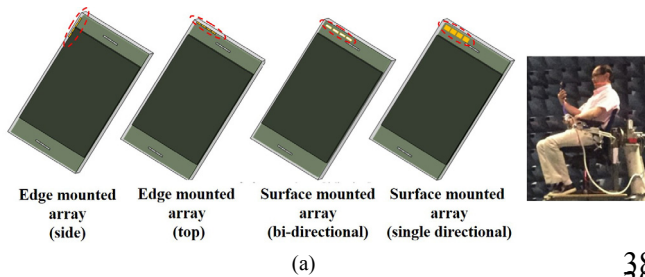 Edge mounted array (side)
Edge mounted array (top)
Surface mounted array (bi-directional)
Surface mounted array (single directional)
(a)